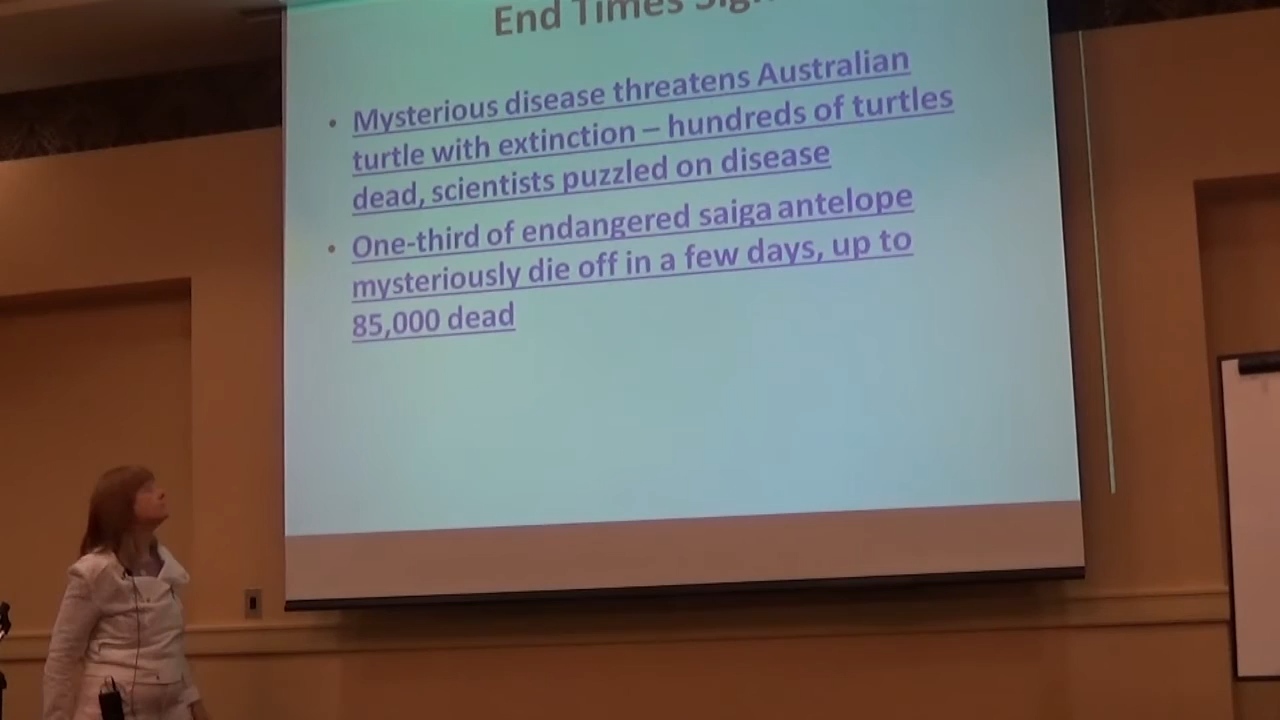 End Times
• Mysterious disease threatens Australian
turtle with extinction – hundreds of turtles
dead, scientists puzzled on disease
• One-third of endangered saiga antelope
mysteriously die off in a few days, up to
85,000 dead